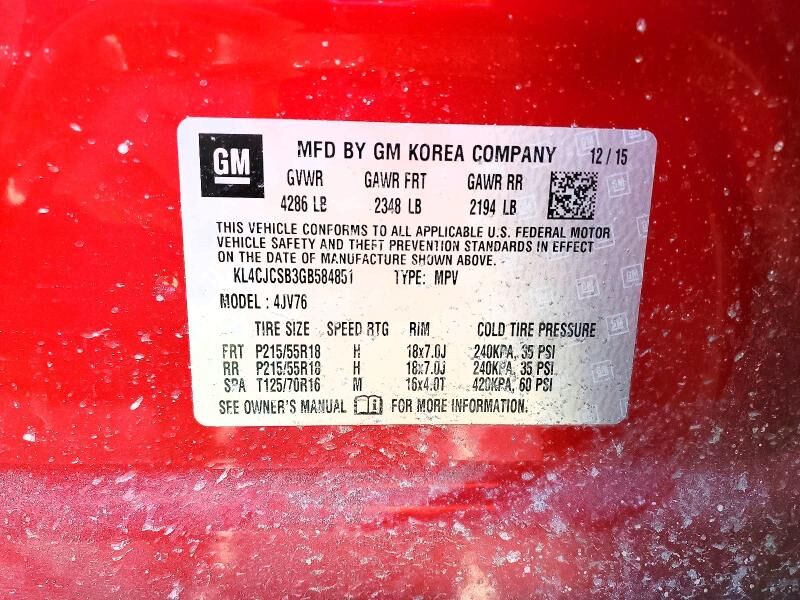 GM MFD BY GM KOREA COMPANY 12 / 15
GVWR GAWR FRT GAWR RR
4286 LB 2348 LB 2194 LB
THIS VEHICLE CONFORMS TO ALL APPLICABLE U.S. FEDERAL MOTOR
VEHICLE SAFETY AND THEFT PREVENTION STANDARDS IN EFFECT
ON THE DATE OF MANUFACTURE SHOWN ABOVE.
KL4CJCSB3GB584851 TYPE: MPV
MODEL : 4JV76
TIRE SIZE SPEED RTG RIM COLD TIRE PRESSURE
FRT P215/55R18 H 18x7.0J 240KPA, 35 PSI
RR P215/55R18 H 18x7.0J 240KPA, 35 PSI
SPA T125/70R16 M 16x4.0T 420KPA, 60 PSI
SEE OWNER'S MANUAL FOR MORE INFORMATION.